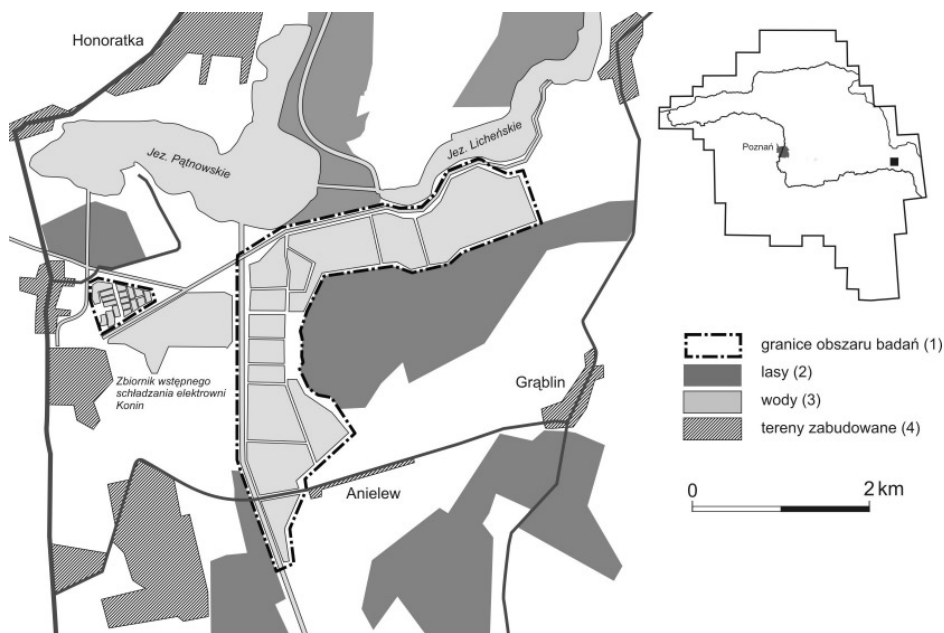 Honoratka
Jez. Pątnowskie
Jez. Licheńskie
Zbiornik wstępnego
schładzania elektrowni
Konin
Grąblin
Anielew
Poznań
granice obszaru badań (1)
lasy (2)
wody (3)
tereny zabudowane (4)
0 2 km